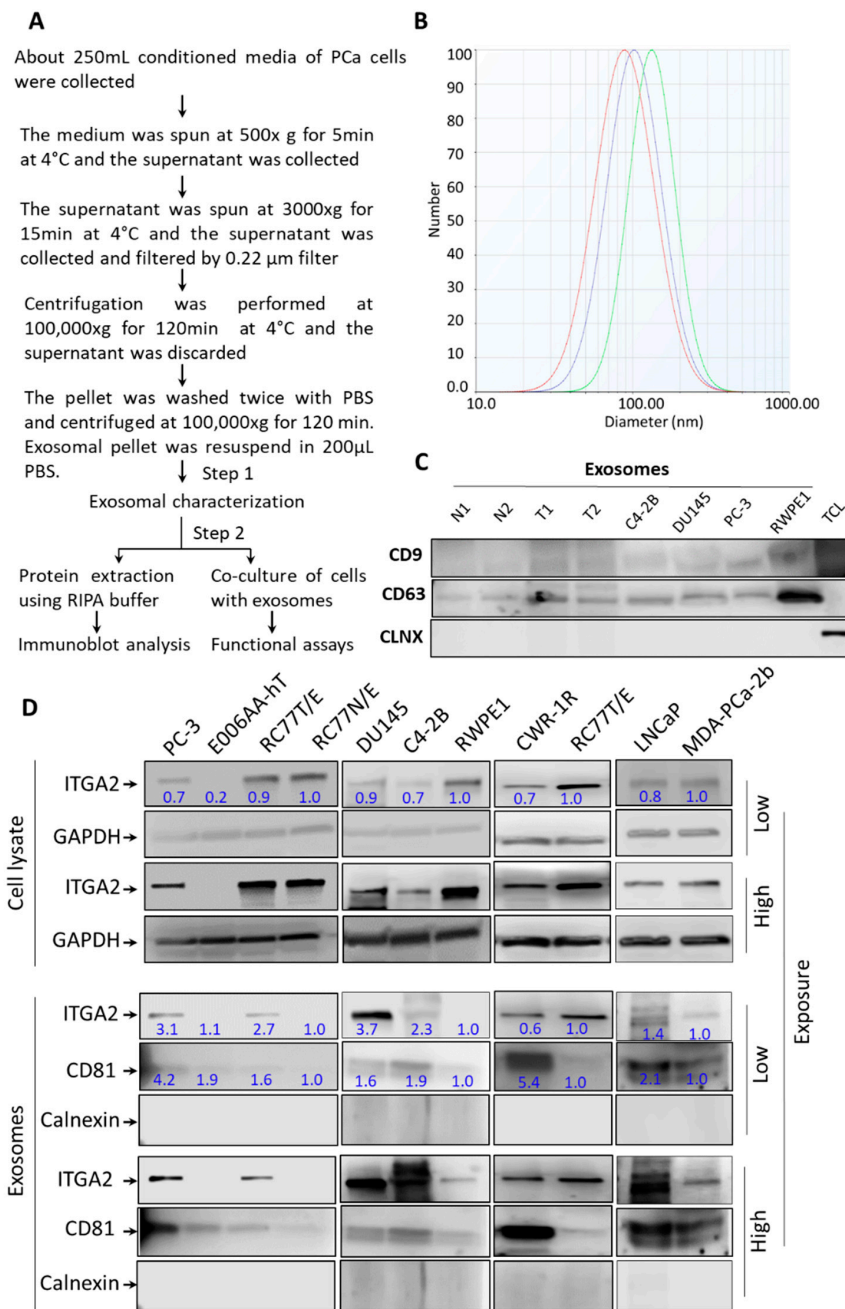 A
About 250mL conditioned media of PCa cells
were collected
The medium was spun at 500x g for 5min
at 4°C and the supernatant was collected
The supernatant was spun at 3000xg for
15min at 4°C and the supernatant was
collected and filtered by 0.22 µm filter
Centrifugation was performed at
100,000xg for 120min at 4°C and the
supernatant was discarded
The pellet was washed twice with PBS
and centrifuged at 100,000xg for 120 min.
Exosomal pellet was resuspend in 200µL
PBS.
Step 1
Exosomal characterization
Step 2
Protein extraction
using RIPA buffer
Co-culture of cells
with exosomes
Immunoblot analysis
Functional assays
B
100
90
80
70
60
50
40
30
20
10
0.0
Number
10.0 100.00 1000.00
Diameter (nm)
C
Exosomes
N1 N2 T1 T2 C4-2B DU145 PC-3 RWPE1 TCL
CD9
CD63
CLNX
D
PC-3 E006AA-hT RC77T/E RC77N/E DU145 C4-2B RWPE1 CWR-1R RC77T/E LNCaP MDA-PCa-2b
Cell lysate
ITGA2
0.7 0.2 0.9 1.0 0.9 0.7 1.0 0.7 1.0 0.8 1.0
GAPDH
Low
ITGA2
GAPDH
High
Exposure
Exosomes
ITGA2
3.1 1.1 2.7 1.0 3.7 2.3 1.0 0.6 1.0 1.4 1.0
CD81
4.2 1.9 1.6 1.0 1.6 1.9 1.0 5.4 1.0 2.1 1.0
Calnexin
Low
ITGA2
CD81
Calnexin
High